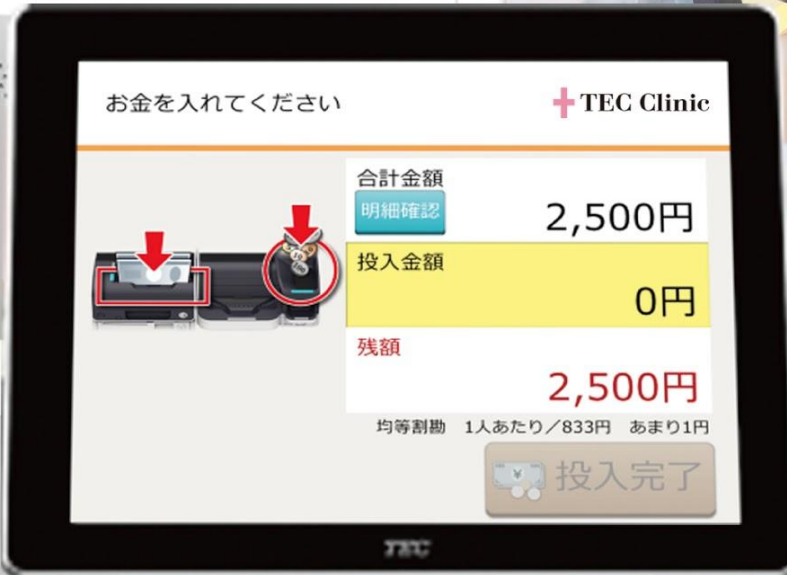 お金を入れてください
TEC Clinic
合計金額
明細確認
2,500円
投入金額
0円
残額
2,500円
均等割勘 1人あたり/833円 あまり1円
投入完了
TEC